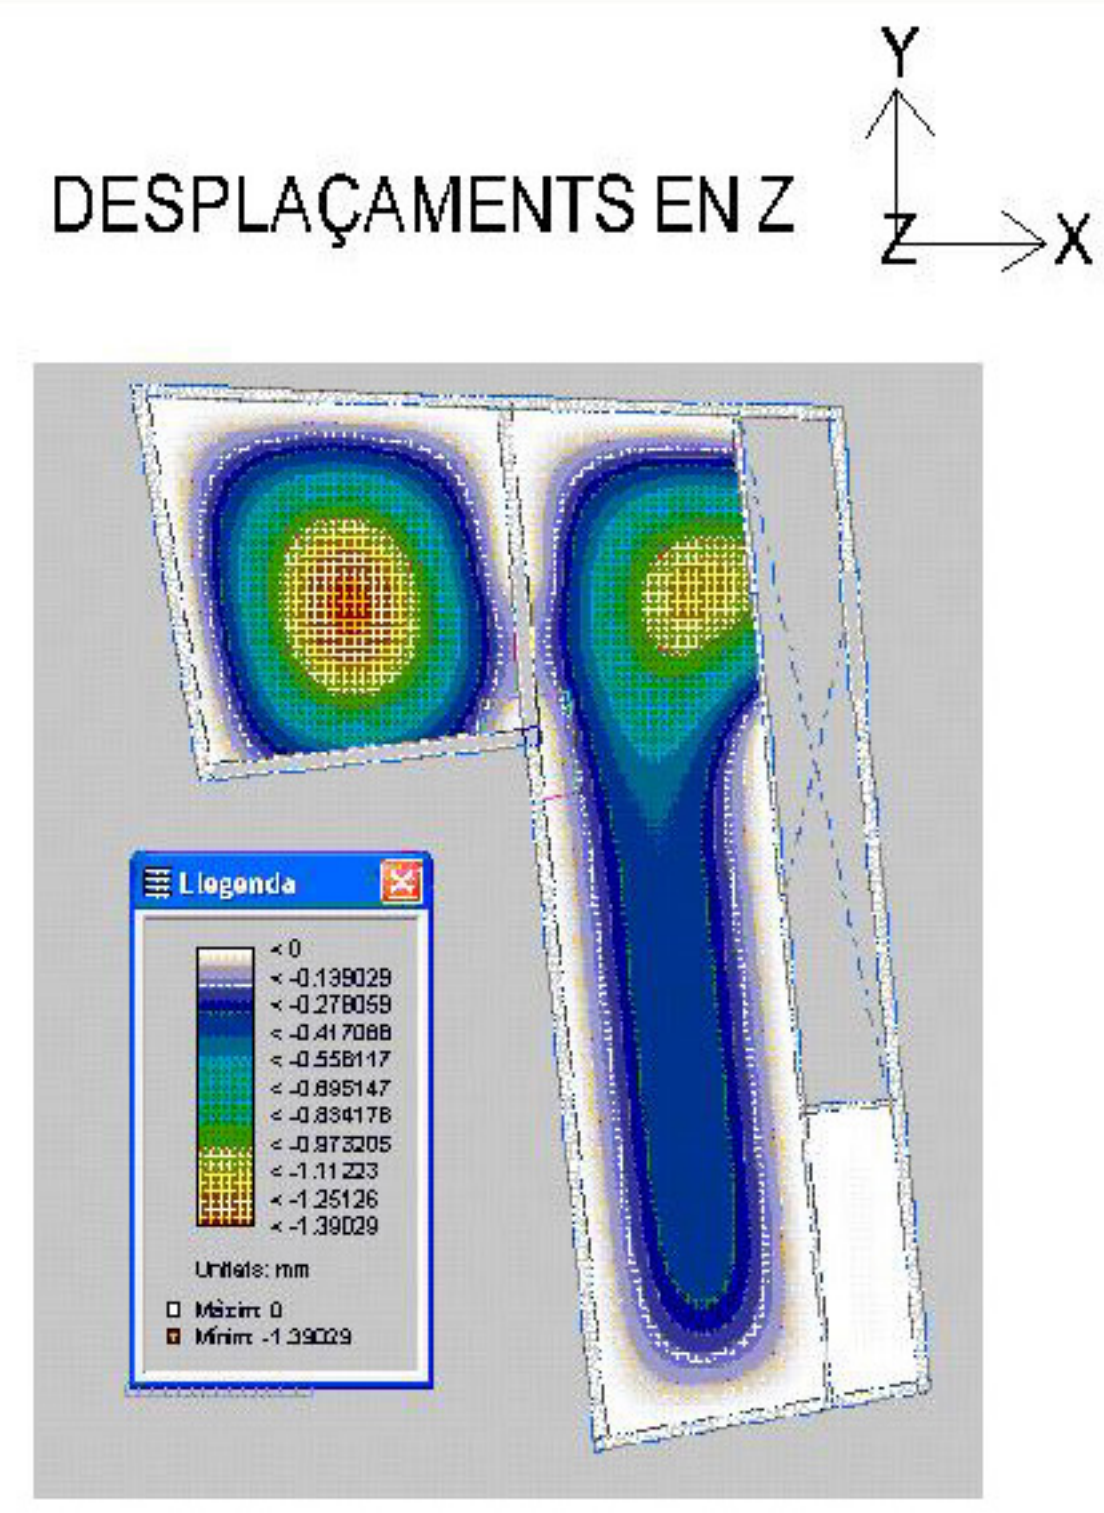 Y
DESPLAÇAMENTS EN Z
Z X
Llegenda
< 0
< -0.139029
< -0.278059
< -0.417088
< -0.556117
< -0.695147
< -0.834176
< -0.973205
< -1.11223
< -1.25126
< -1.39029
Unitats: mm
Màxim: 0
Mínim: -1.39029